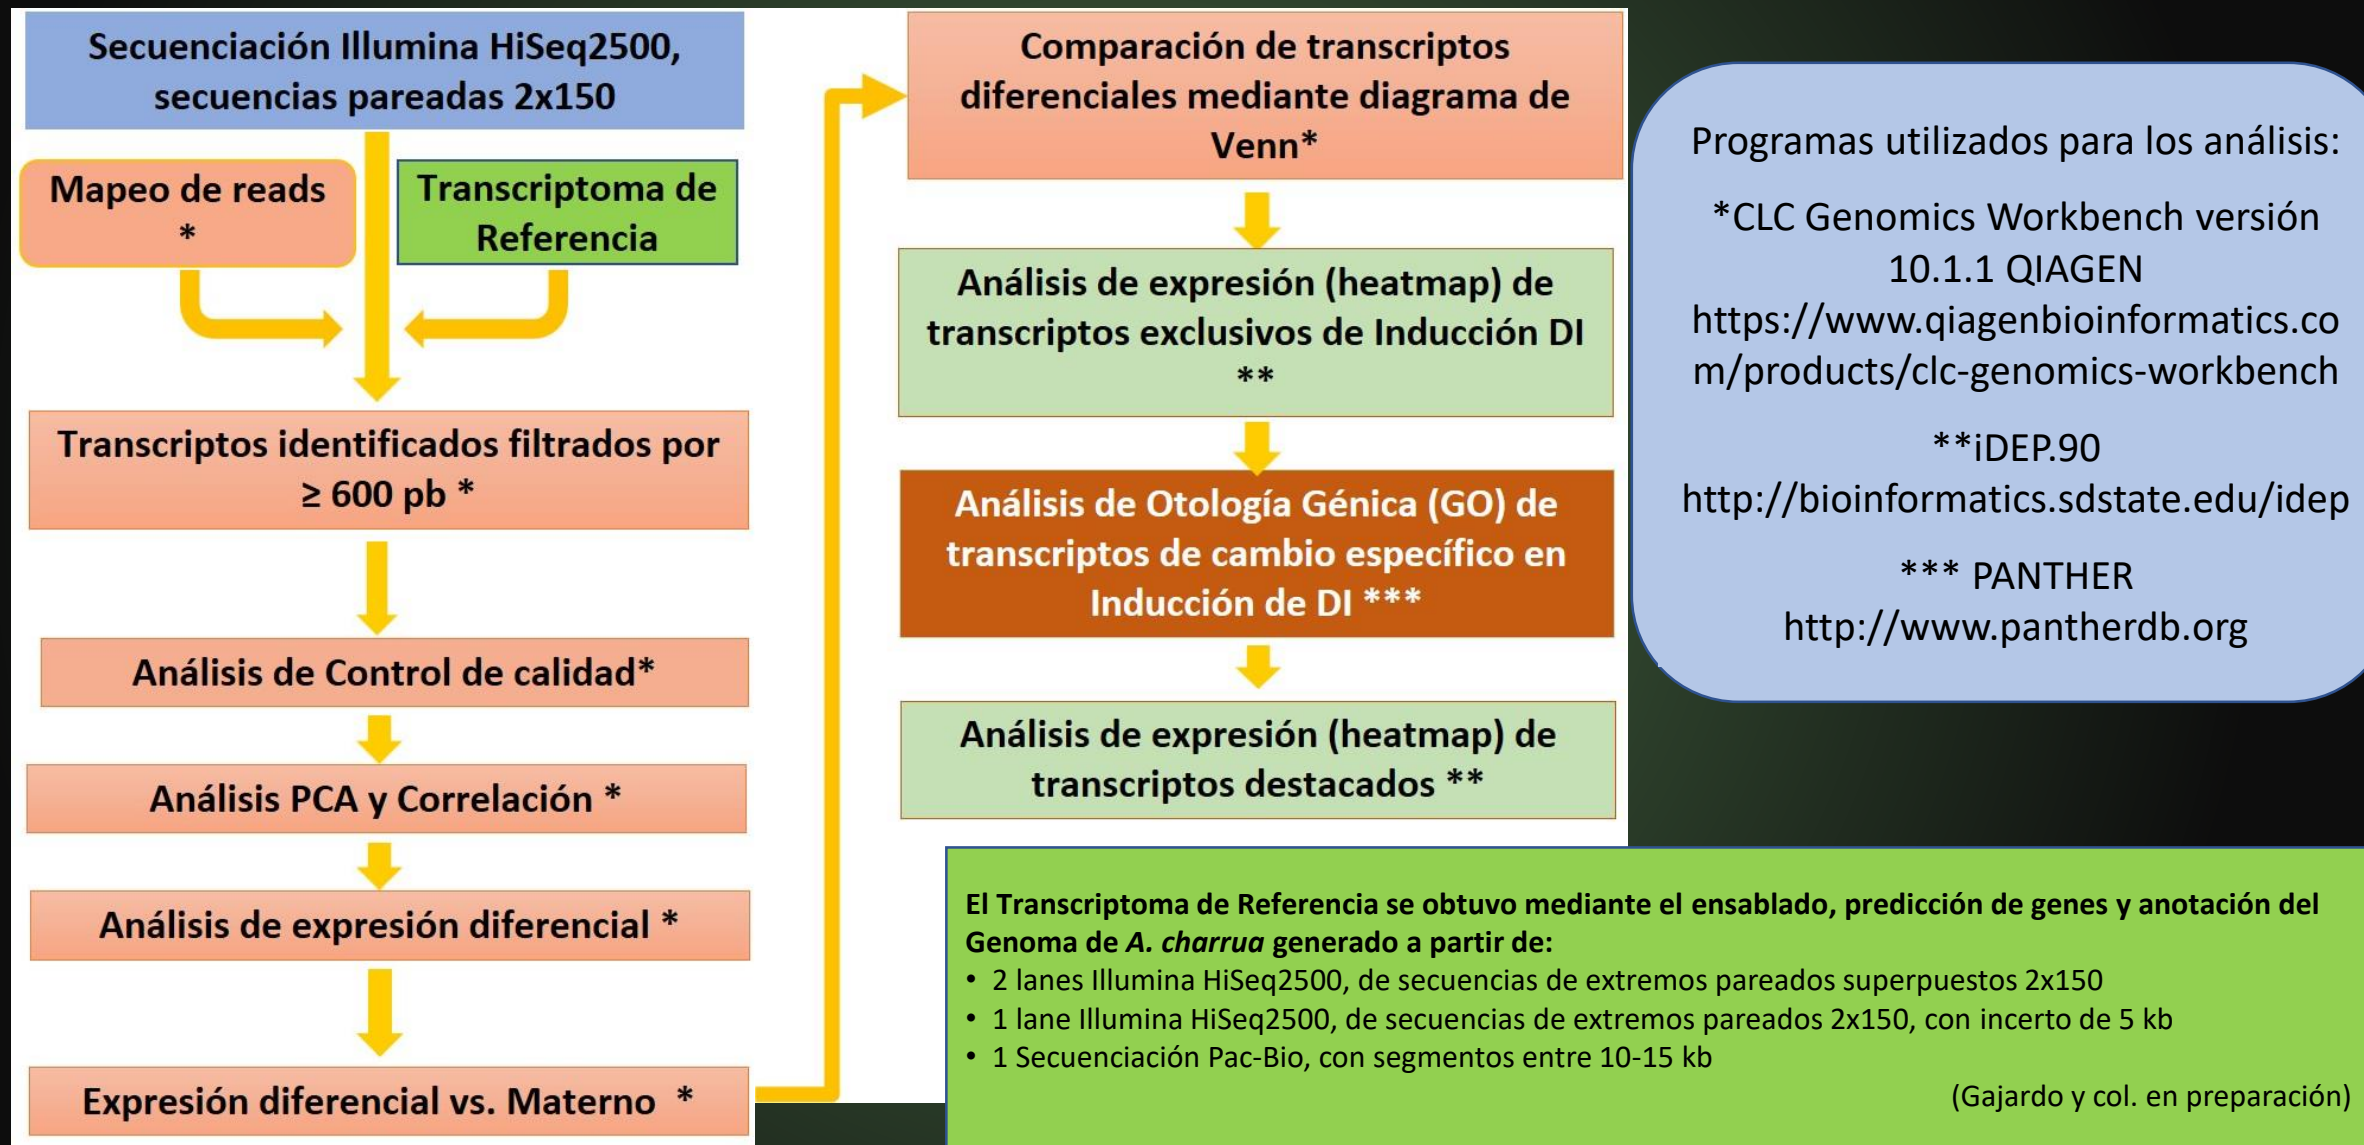 Secuenciación Illumina HiSeq2500,
secuencias pareadas 2x150
Mapeo de reads
*
Transcriptoma de
Referencia
Transcriptos identificados filtrados por
≥ 600 pb *
Análisis de Control de calidad*
Análisis PCA y Correlación *
Análisis de expresión diferencial *
Expresión diferencial vs. Materno *
Comparación de transcriptos
diferenciales mediante diagrama de
Venn*
Análisis de expresión (heatmap) de
transcriptos exclusivos de Inducción DI
**
Análisis de Otología Génica (GO) de
transcriptos de cambio específico en
Inducción de DI ***
Análisis de expresión (heatmap) de
transcriptos destacados **
Programas utilizados para los análisis:
*CLC Genomics Workbench versión
10.1.1 QIAGEN
https://www.qiagenbioinformatics.co
m/products/clc-genomics-workbench
**iDEP.90
http://bioinformatics.sdstate.edu/idep
*** PANTHER
http://www.pantherdb.org
El Transcriptoma de Referencia se obtuvo mediante el ensablado, predicción de genes y anotación del
Genoma de A. charrua generado a partir de:
• 2 lanes Illumina HiSeq2500, de secuencias de extremos pareados superpuestos 2x150
• 1 lane Illumina HiSeq2500, de secuencias de extremos pareados 2x150, con incerto de 5 kb
• 1 Secuenciación Pac-Bio, con segmentos entre 10-15 kb
(Gajardo y col. en preparación)